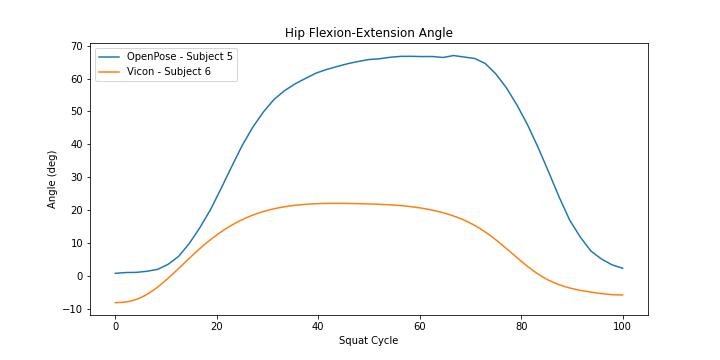 Hip Flexion-Extension Angle
OpenPose - Subject 5
Vicon - Subject 6
Angle (deg)
70
60
50
40
30
20
10
0
−10
0 20 40 60 80 100
Squat Cycle